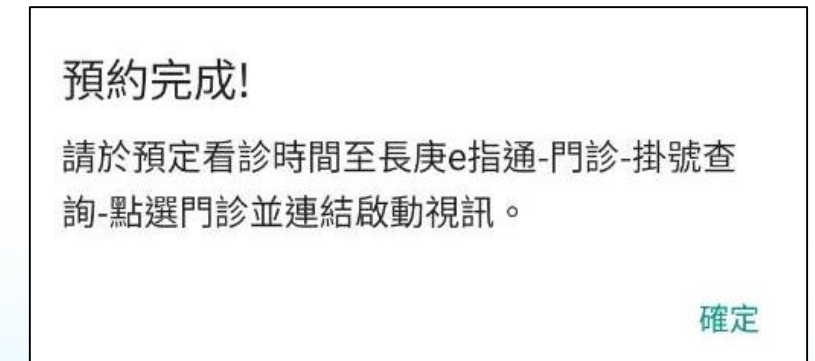 預約完成!
請於預定看診時間至長庚e指通-門診-掛號查
詢-點選門診並連結啟動視訊。
確定